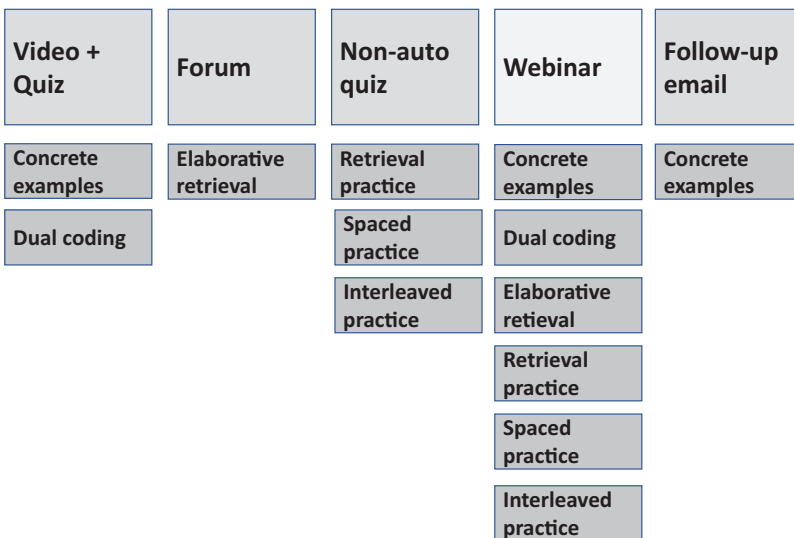 Video +
Quiz
Forum
Non-auto
quiz
Webinar
Follow-up
email
Concrete
examples
Elaborative
retrieval
Retrieval
practice
Concrete
examples
Concrete
examples
Dual coding
Spaced
practice
Dual coding
Interleaved
practice
Elaborative
retieval
Retrieval
practice
Spaced
practice
Interleaved
practice